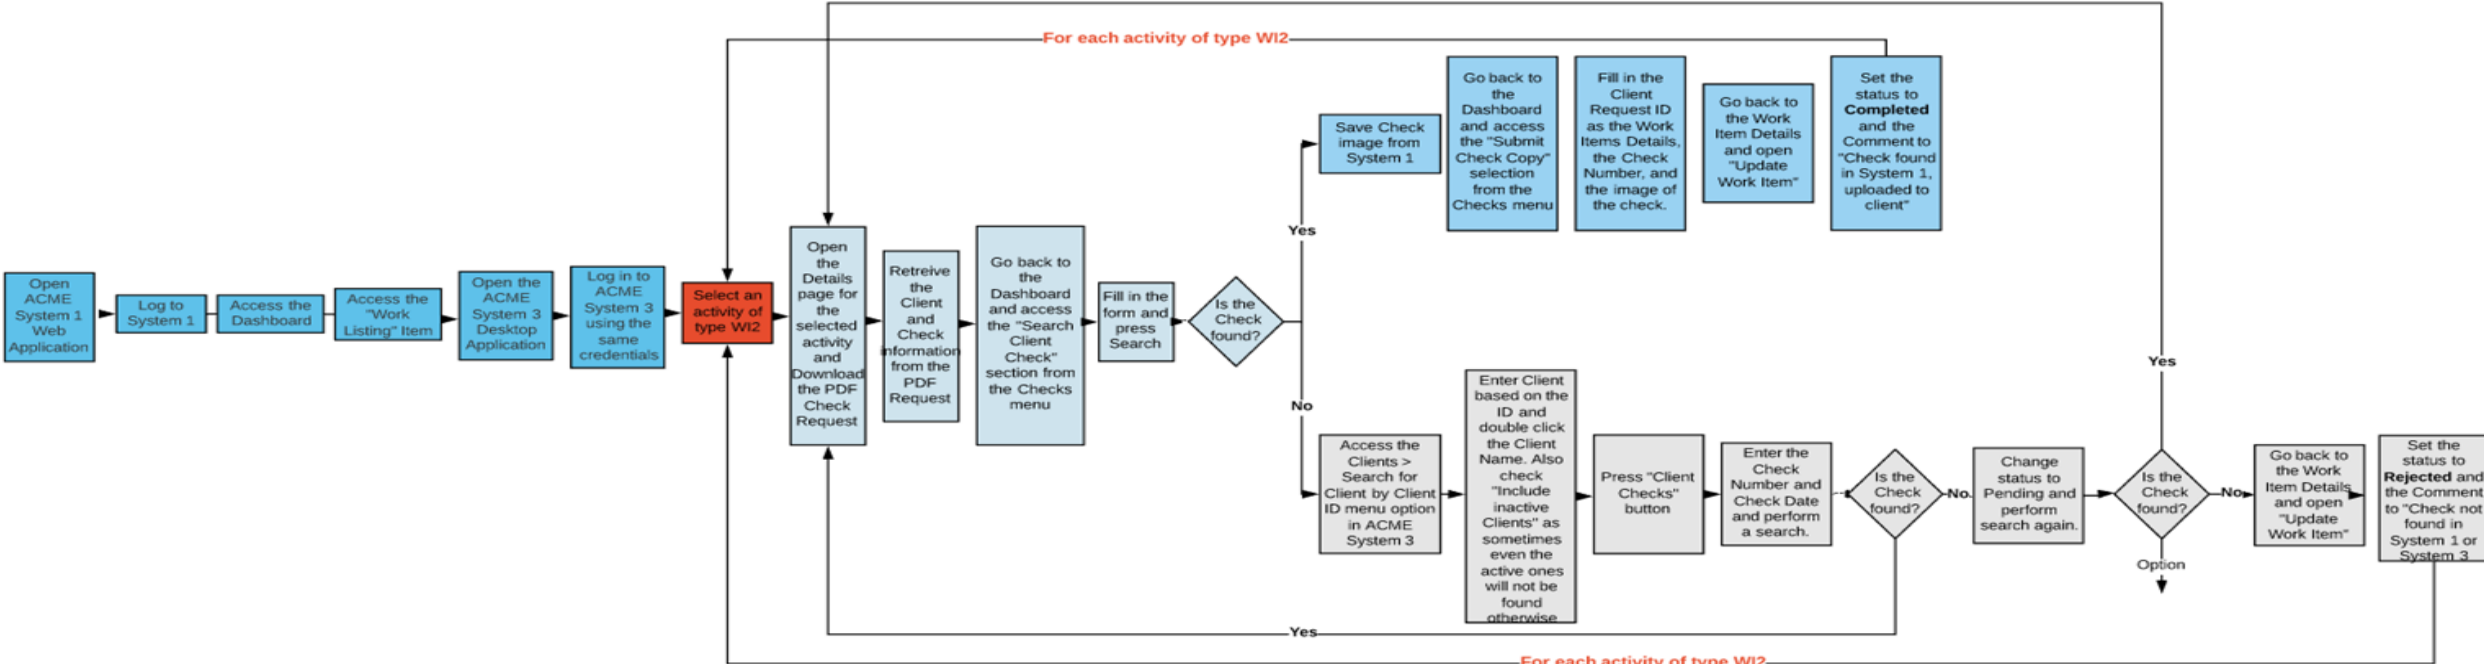 For each activity of type WI2
Go back to
the
Dashboard
and access
the "Submit
Check Copy"
selection
from the
Checks menu
Fill in the
Client
Request ID
as the Work
Items Details,
the Check
Number, and
the image of
the check.
Go back to
the Work
Item Details
and open
"Update
Work Item"
Set the
status to
Completed
and the
Comment to
"Check found
in System 1,
uploaded to
client"
Save Check
image from
System 1
Yes
Open
ACME
System 1
Web
Application
Log to
System 1
Access the
Dashboard
Access the
"Work
Listing" Item
Open the
ACME
System 3
Desktop
Application
Log in to
ACME
System 3
using the
same
credentials
Select an
activity of
type WI2
Open
the
Details
page for
the
selected
activity
and
Download
the PDF
Check
Request
Retreive
the
Client
and
Check
information
from the
PDF
Request
Go back to
the
Dashboard
and access
the "Search
Client
Check"
section from
the Checks
menu
Fill in the
form and
press
Search
Is the
Check
found?
No
Access the
Clients >
Search for
Client by Client
ID menu option
in ACME
System 3
Enter Client
based on the
ID and
double click
the Client
Name. Also
check
"Include
inactive
Clients" as
sometimes
even the
active ones
will not be
found
otherwise
Press "Client
Checks"
button
Enter the
Check
Number and
Check Date
and perform
a search.
Is the
Check
found?
No
Change
status to
Pending and
perform
search again.
Yes
Is the
Check
found?
No
Option
Go back to
the Work
Item Details
and open
"Update
Work Item"
Set the
status to
Rejected and
the Comment
to "Check not
found in
System 1 or
System 3
Yes
For each activity of type WI2